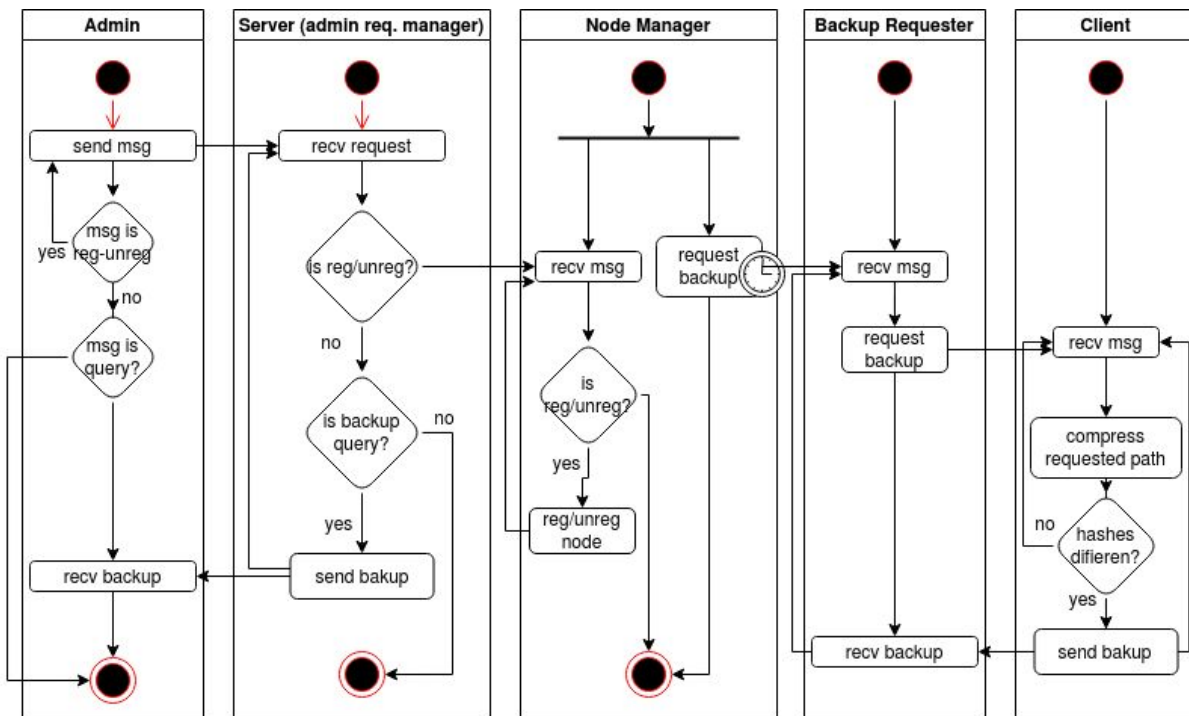 Admin
Server (admin req. manager)
Node Manager
Backup Requester
Client
send msg
msg is
reg-unreg
yes
no
msg is
query?
recv backup
recv request
is reg/unreg?
no
is backup
query?
no
yes
send bakup
recv msg
request
backup
is
reg/unreg?
yes
reg/unreg
node
recv msg
request
backup
recv backup
recv msg
compress
requested path
hashes
difieren?
no
yes
send bakup